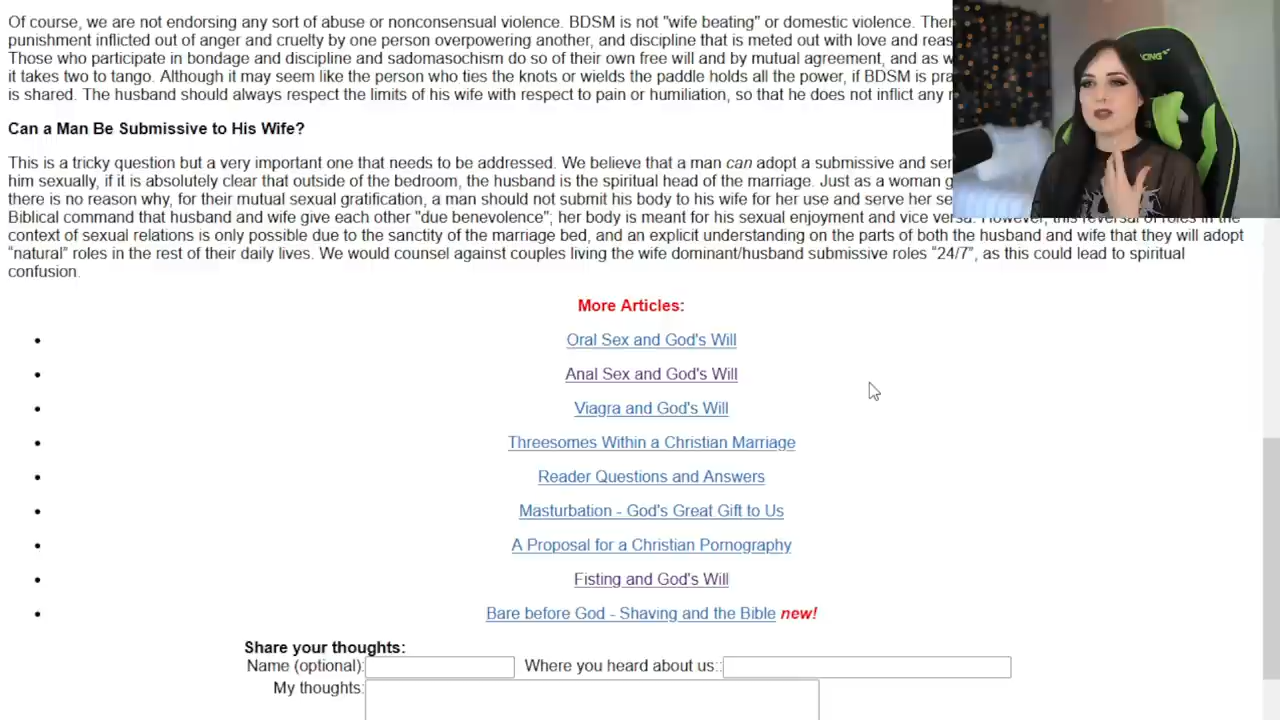 Of course, we are not endorsing any sort of abuse or nonconsensual violence. BDSM is not "wife beating" or domestic violence.
punishment inflicted out of anger and cruelty by one person overpowering another, and discipline that is meted out with love and
Those who participate in bondage and discipline and sadomasochism do so of their own free will and by mutual agreement, and as
it takes two to tango. Although it may seem like the person who ties the knots or wields the paddle holds all the power, if BDSM is
is shared. The husband should always respect the limits of his wife with respect to pain or humiliation, so that he does not inflict any
Can a Man Be Submissive to His Wife?
This is a tricky question but a very important one that needs to be addressed. We believe that a man can adopt a submissive and
him sexually, if it is absolutely clear that outside of the bedroom, the husband is the spiritual head of the marriage. Just as a woman
there is no reason why, for their mutual sexual gratification, a man should not submit his body to his wife for her use and serve her
Biblical command that husband and wife give each other "due benevolence"; her body is meant for his sexual enjoyment and vice versa. However, this reversal of roles in the
context of sexual relations is only possible due to the sanctity of the marriage bed, and an explicit understanding on the parts of both the husband and wife that they will adopt
“natural” roles in the rest of their daily lives. We would counsel against couples living the wife dominant/husband submissive roles “24/7”, as this could lead to spiritual
confusion.
More Articles:
Oral Sex and God's Will
Anal Sex and God's Will
Viagra and God's Will
Threesomes Within a Christian Marriage
Reader Questions and Answers
Masturbation - God's Great Gift to Us
A Proposal for a Christian Pornography
Fisting and God's Will
Bare before God - Shaving and the Bible new!
Share your thoughts:
Name (optional): Where you heard about us::
My thoughts: